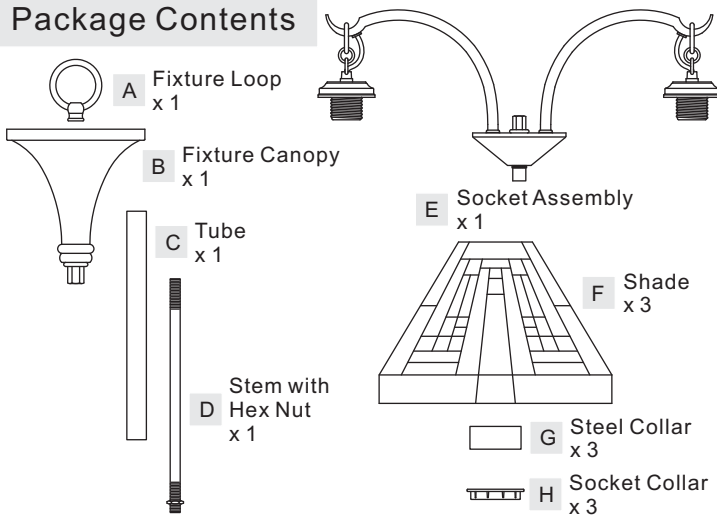 Package Contents
A Fixture Loop
x 1
B Fixture Canopy
x 1
C Tube
x 1
D Stem with
Hex Nut
x 1
E Socket Assembly
x 1
F Shade
x 3
G Steel Collar
x 3
H Socket Collar
x 3